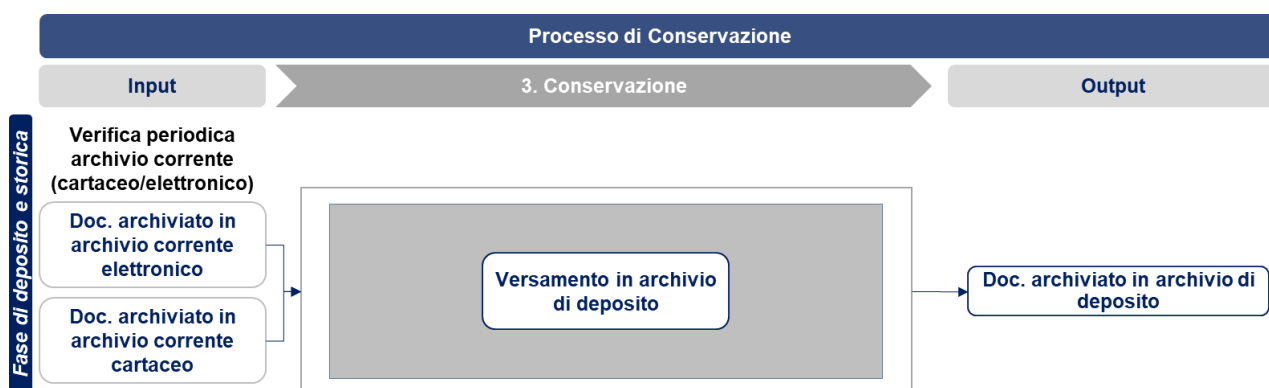 Processo di Conservazione
Input
3. Conservazione
Output
Fase di deposito e storica
Verifica periodica
archivio corrente
(cartaceo/elettronico)
Doc. archiviato in
archivio corrente
elettronico
Doc. archiviato in
archivio corrente
cartaceo
Versamento in archivio
di deposito
Doc. archiviato in archivio di
deposito